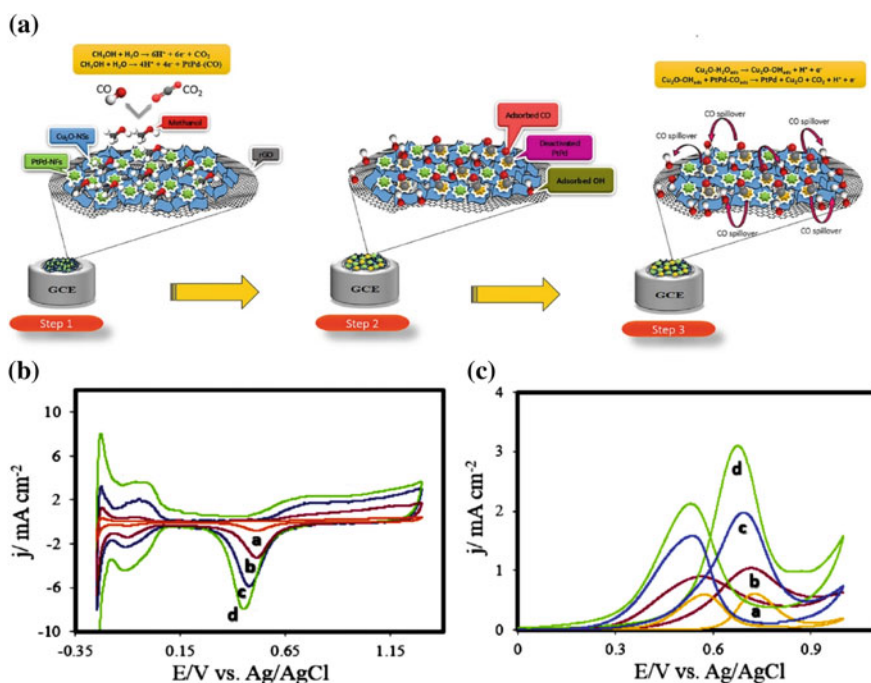 (a)
CH₃OH + H₂O → 6H⁺ + 6e⁻ + CO₂
CH₃OH + H₂O → 4H⁺ + 4e⁻ + PtPd-(CO)
CO
CO₂
Methanol
Cu₂O-NSs
PtPd-NFs
rGO
GCE
Step 1
Adsorbed CO
Deactivated
PtPd
Adsorbed OH
GCE
Step 2
Cu₂O-H₂Oads → Cu₂O-OHads + H⁺ + e⁻
Cu₂O-OHads + PtPd-COads → PtPd + Cu₂O + CO₂ + H⁺ + e⁻
CO spillover
CO spillover
CO spillover
CO spillover
CO spillover
GCE
Step 3
(b)
j/ mA cm⁻²
10
6
2
-2
-6
-10
a
b
c
d
-0.35 0.15 0.65 1.15
E/V vs. Ag/AgCl
(c)
j/ mA cm⁻²
4
3
2
1
0
d
c
b
a
0 0.3 0.6 0.9
E/V vs. Ag/AgCl